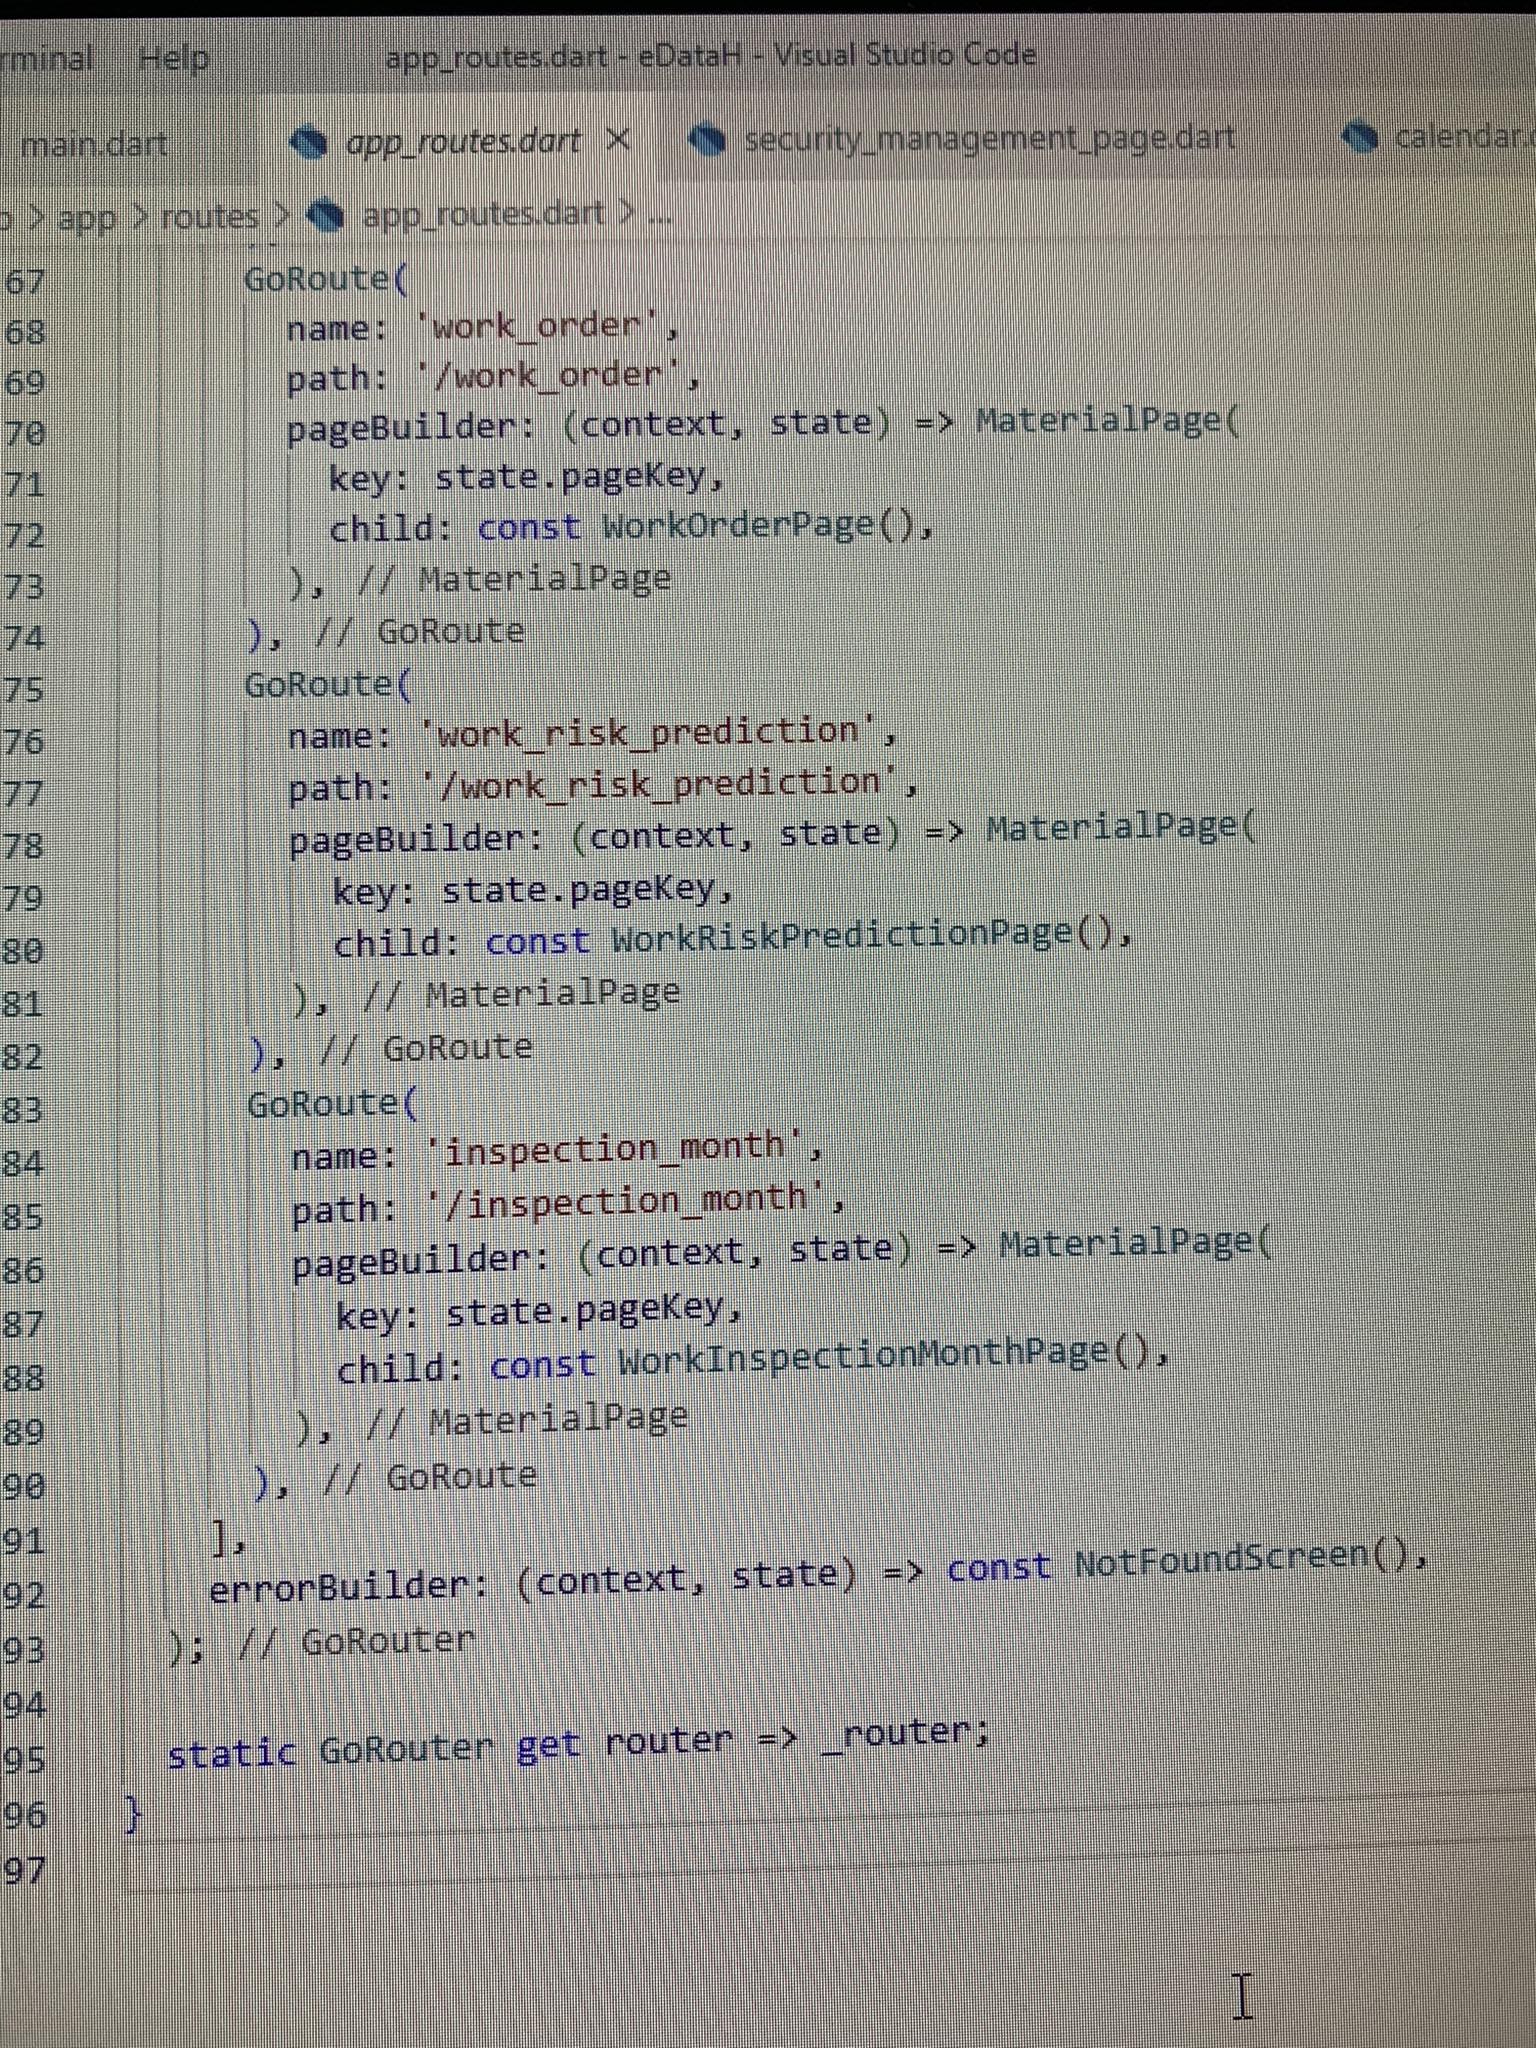 Help app_routes.dart - eDataH - Visual Studio Code
main.dart app_routes.dart × security_management_page.dart
> app > routes > app_routes.dart > ...
67 GoRoute(
68 name: 'work_order',
69 path: '/work_order',
70 pageBuilder: (context, state) => MaterialPage(
71 key: state.pageKey,
72 child: const WorkOrderPage(),
73 ), // MaterialPage
74 ), // GoRoute
75 GoRoute(
76 name: 'work_risk_prediction',
77 path: '/work_risk_prediction',
78 pageBuilder: (context, state) => MaterialPage(
79 key: state.pageKey,
80 child: const WorkRiskPredictionPage(),
81 ), // MaterialPage
82 ), // GoRoute
83 GoRoute(
84 name: 'inspection_month',
85 path: '/inspection_month',
86 pageBuilder: (context, state) => MaterialPage(
87 key: state.pageKey,
88 child: const WorkInspectionMonthPage(),
89 ), // MaterialPage
90 ), // GoRoute
91 ],
92 errorBuilder: (context, state) => const NotFoundScreen(),
93 ); // GoRouter
94
95 static GoRouter get router => _router;
96 }
97